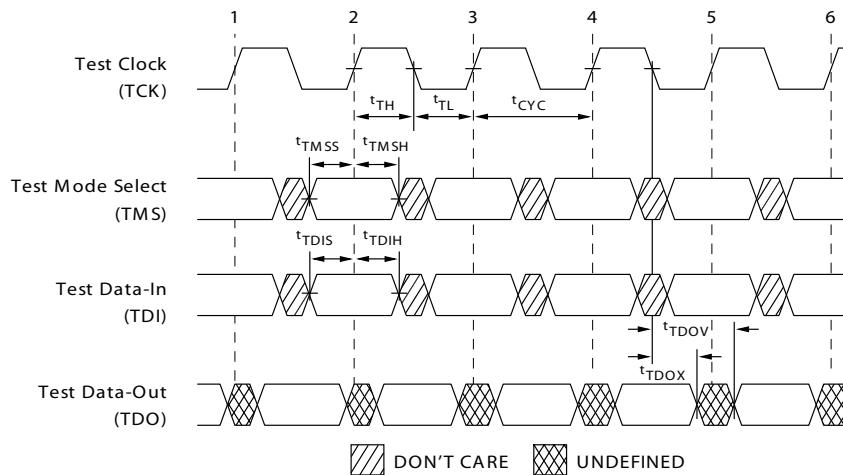 1 2 3 4 5 6
Test Clock
(TCK)
tTH tTL tCYC
tTMSS tTMSH
Test Mode Select
(TMS)
tTDIS tTDIH
Test Data-In
(TDI)
tTDOV
tTDOX
Test Data-Out
(TDO)
DON'T CARE UNDEFINED